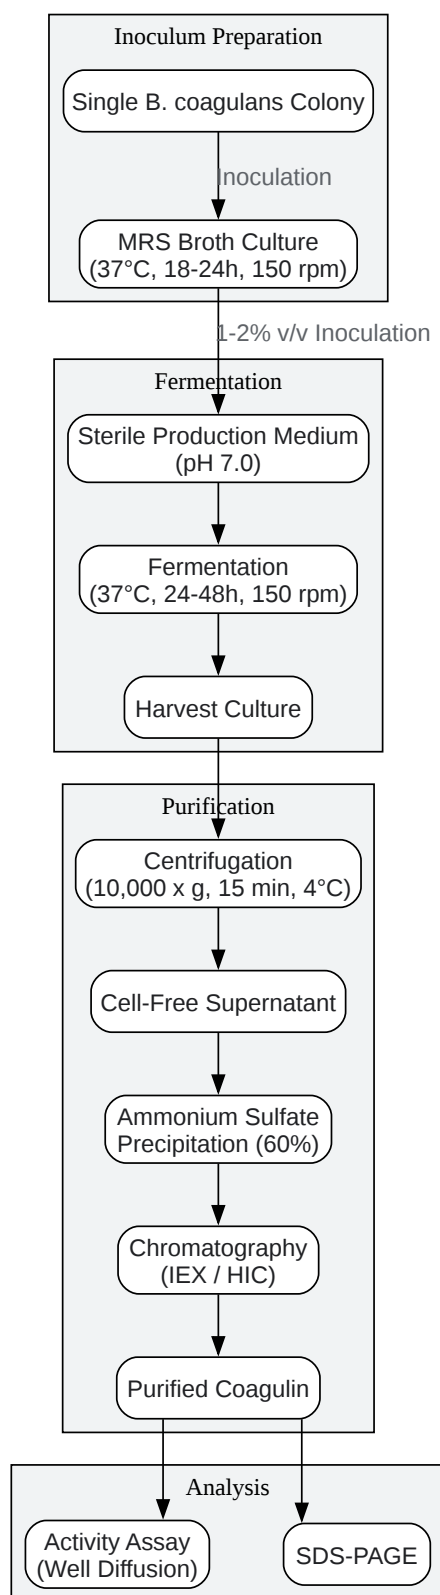 Inoculum Preparation
Single B. coagulans Colony
Inoculation
MRS Broth Culture
(37°C, 18-24h, 150 rpm)
1-2% v/v Inoculation
Fermentation
Sterile Production Medium
(pH 7.0)
Fermentation
(37°C, 24-48h, 150 rpm)
Harvest Culture
Purification
Centrifugation
(10,000 x g, 15 min, 4°C)
Cell-Free Supernatant
Ammonium Sulfate
Precipitation (60%)
Chromatography
(IEX / HIC)
Purified Coagulin
Analysis
Activity Assay
(Well Diffusion)
SDS-PAGE